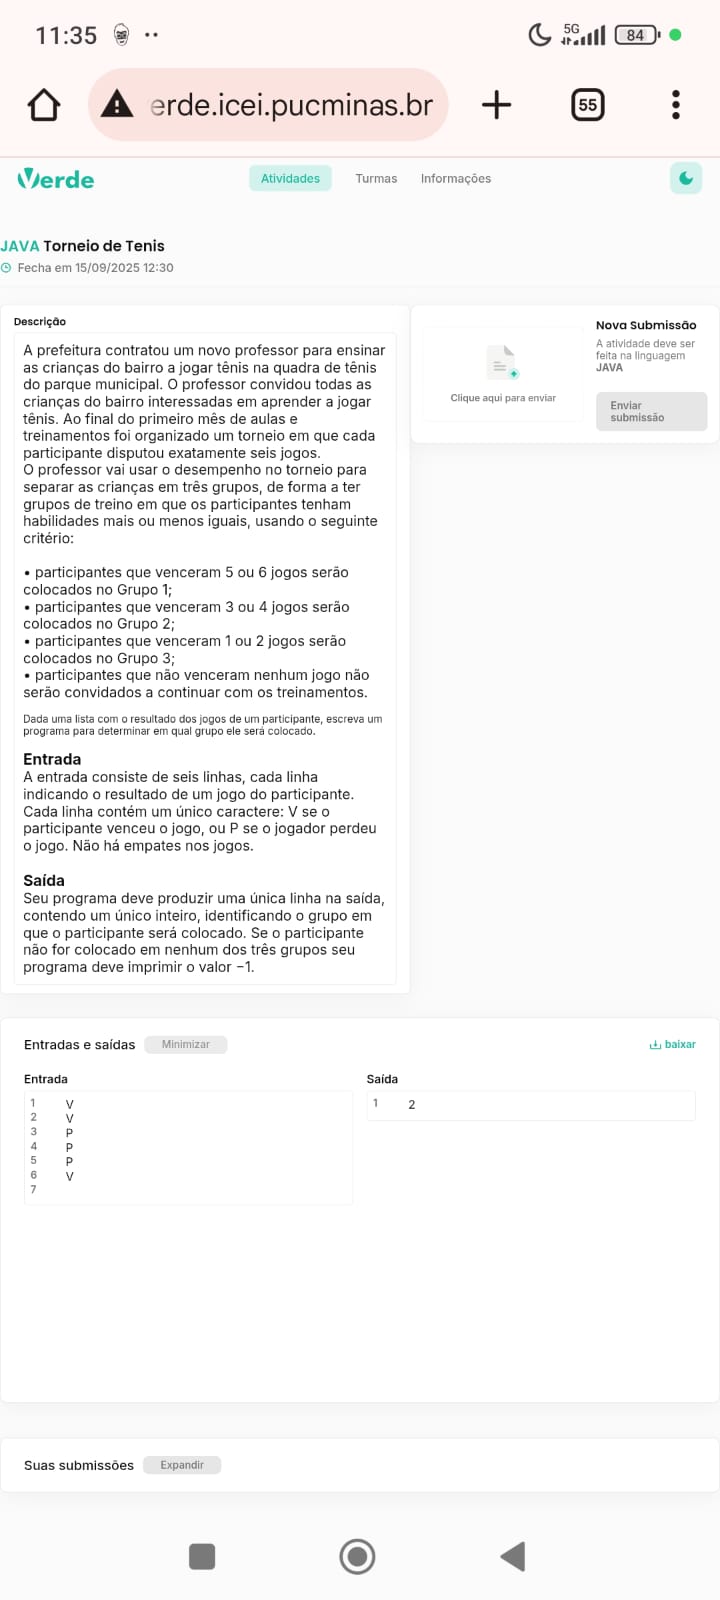 11:35
5G
84
erde.icei.pucminas.br
55
Verde
Atividades
Turmas
Informações
JAVA Torneio de Tenis
Fecha em 15/09/2025 12:30
Descrição
A prefeitura contratou um novo professor para ensinar
as crianças do bairro a jogar tênis na quadra de tênis
do parque municipal. O professor convidou todas as
crianças do bairro interessadas em aprender a jogar
tênis. Ao final do primeiro mês de aulas e
treinamentos foi organizado um torneio em que cada
participante disputou exatamente seis jogos.
O professor vai usar o desempenho no torneio para
separar as crianças em três grupos, de forma a ter
grupos de treino em que os participantes tenham
habilidades mais ou menos iguais, usando o seguinte
critério:
• participantes que venceram 5 ou 6 jogos serão
colocados no Grupo 1;
• participantes que venceram 3 ou 4 jogos serão
colocados no Grupo 2;
• participantes que venceram 1 ou 2 jogos serão
colocados no Grupo 3;
• participantes que não venceram nenhum jogo não
serão convidados a continuar com os treinamentos.
Dada uma lista com o resultado dos jogos de um participante, escreva um
programa para determinar em qual grupo ele será colocado.
Entrada
A entrada consiste de seis linhas, cada linha
indicando o resultado de um jogo do participante.
Cada linha contém um único caractere: V se o
participante venceu o jogo, ou P se o jogador perdeu
o jogo. Não há empates nos jogos.
Saída
Seu programa deve produzir uma única linha na saída,
contendo um único inteiro, identificando o grupo em
que o participante será colocado. Se o participante
não for colocado em nenhum dos três grupos seu
programa deve imprimir o valor −1.
Clique aqui para enviar
Nova Submissão
A atividade deve ser
feita na linguagem
JAVA
Enviar
submissão
Entradas e saídas
Minimizar
baixar
Entrada
1 V
2 V
3 P
4 P
5 P
6 V
7
Saída
1 2
Suas submissões
Expandir